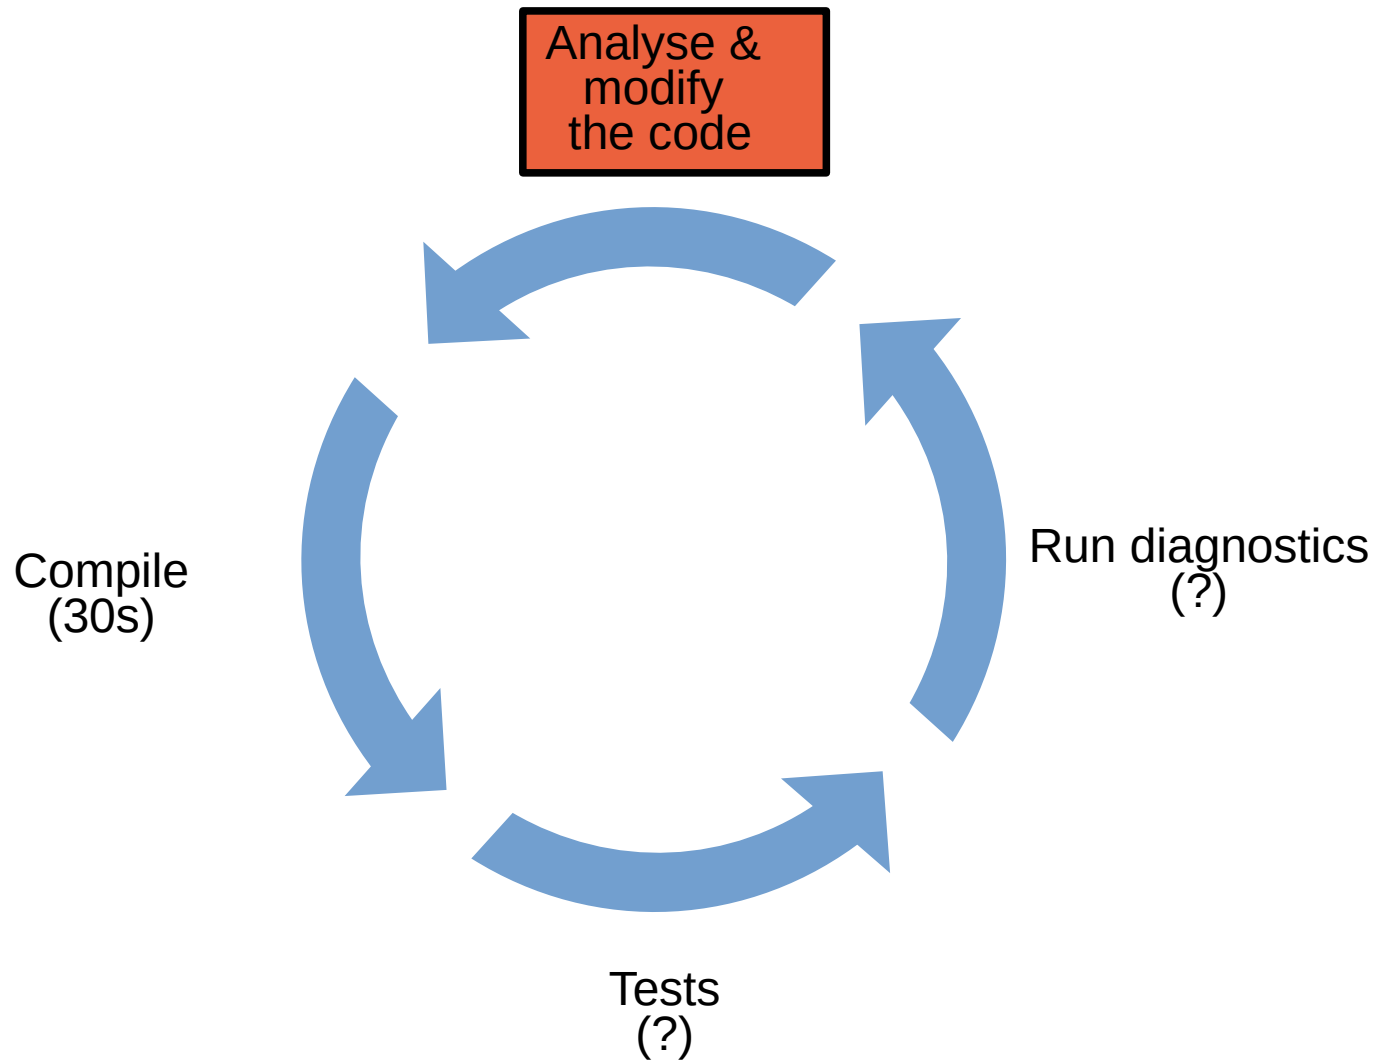 Analyse &
modify
the code
Compile
(30s)
Run diagnostics
(?)
Tests
(?)